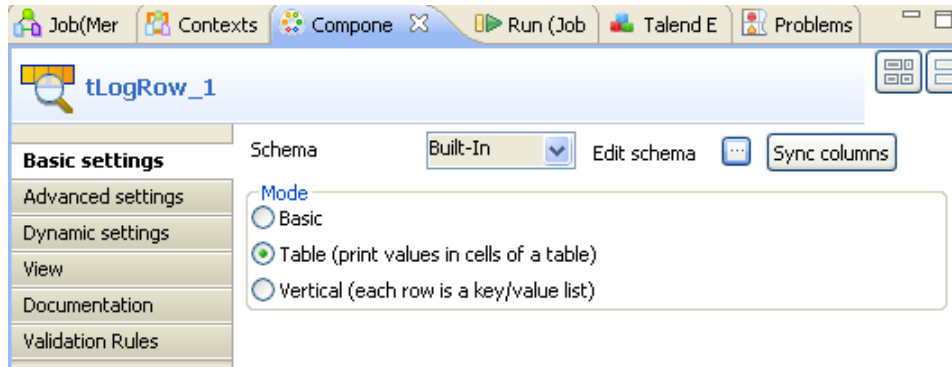 Job(Mer Contexts Compone Run (Job Talend E Problems
tLogRow_1
Basic settings
Advanced settings
Dynamic settings
View
Documentation
Validation Rules
Schema Built-In Edit schema ... Sync columns
Mode
Basic
Table (print values in cells of a table)
Vertical (each row is a key/value list)